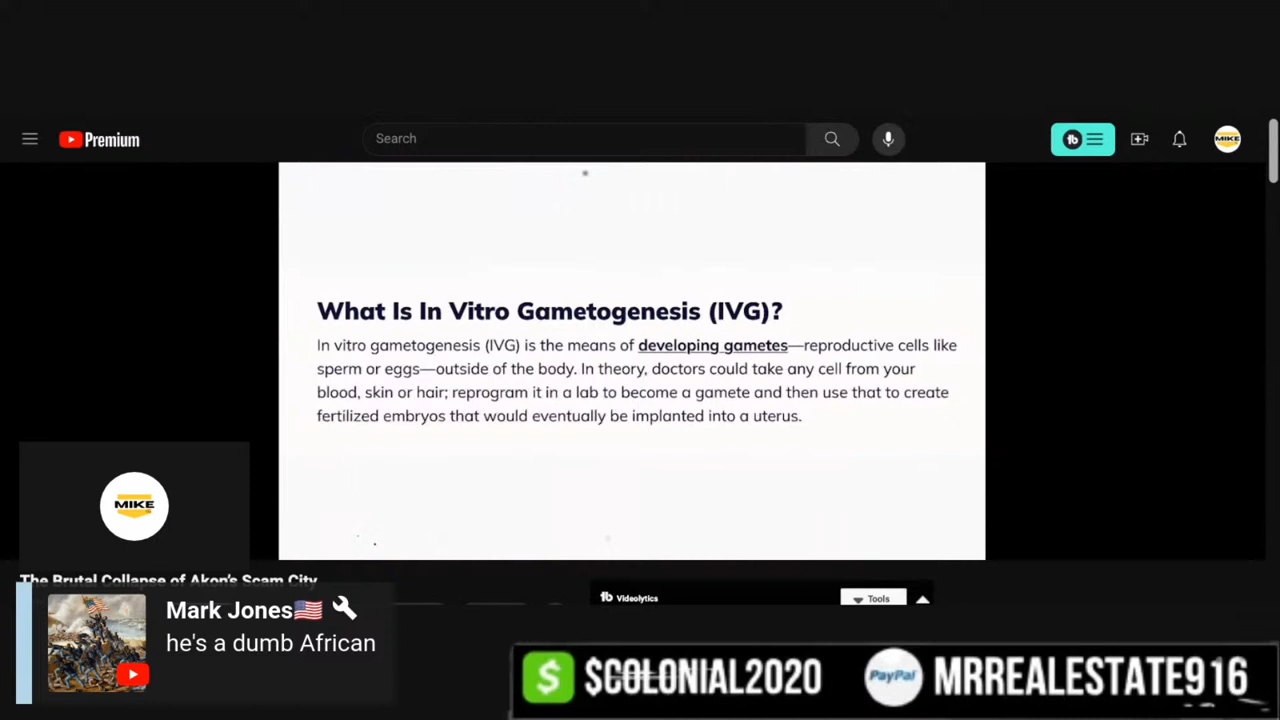 Premium
Search
MIKE
What Is In Vitro Gametogenesis (IVG)?
In vitro gametogenesis (IVG) is the means of developing gametes—reproductive cells like
sperm or eggs—outside of the body. In theory, doctors could take any cell from your
blood, skin or hair; reprogram it in a lab to become a gamete and then use that to create
fertilized embryos that would eventually be implanted into a uterus.
MIKE
The Brutal Collapse of Akon's Scam City
Videolytics
Tools
Mark Jones
he's a dumb African
$COLONIAL2020
PayPal
MRREALESTATE916